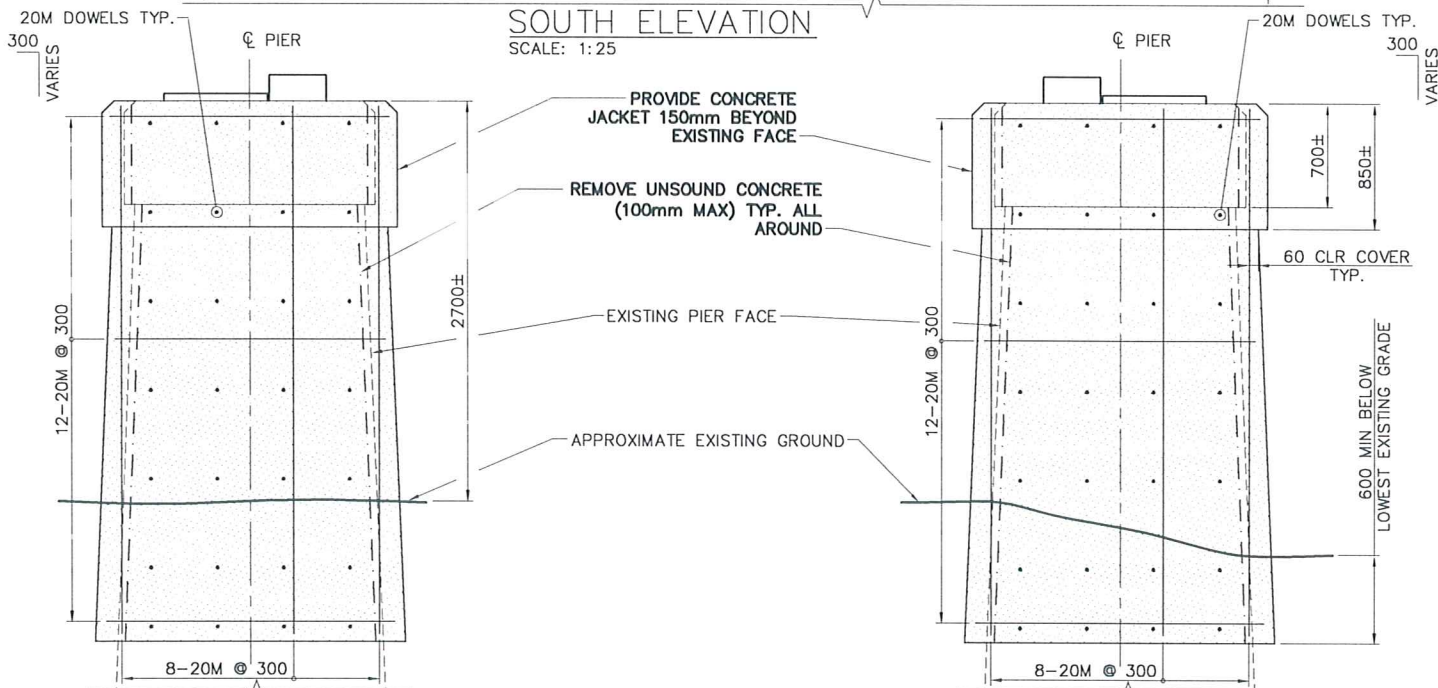 SOUTH ELEVATION
SCALE: 1:25
20M DOWELS TYP.
300
VARIES
℄ PIER
PROVIDE CONCRETE
JACKET 150mm BEYOND
EXISTING FACE
REMOVE UNSOUND CONCRETE
(100mm MAX) TYP. ALL
AROUND
EXISTING PIER FACE
APPROXIMATE EXISTING GROUND
12-20M @ 300
2700±
8-20M @ 300
℄ PIER
20M DOWELS TYP.
300
VARIES
700±
850±
60 CLR COVER
TYP.
12-20M @ 300
600 MIN BELOW
LOWEST EXISTING GRADE
8-20M @ 300